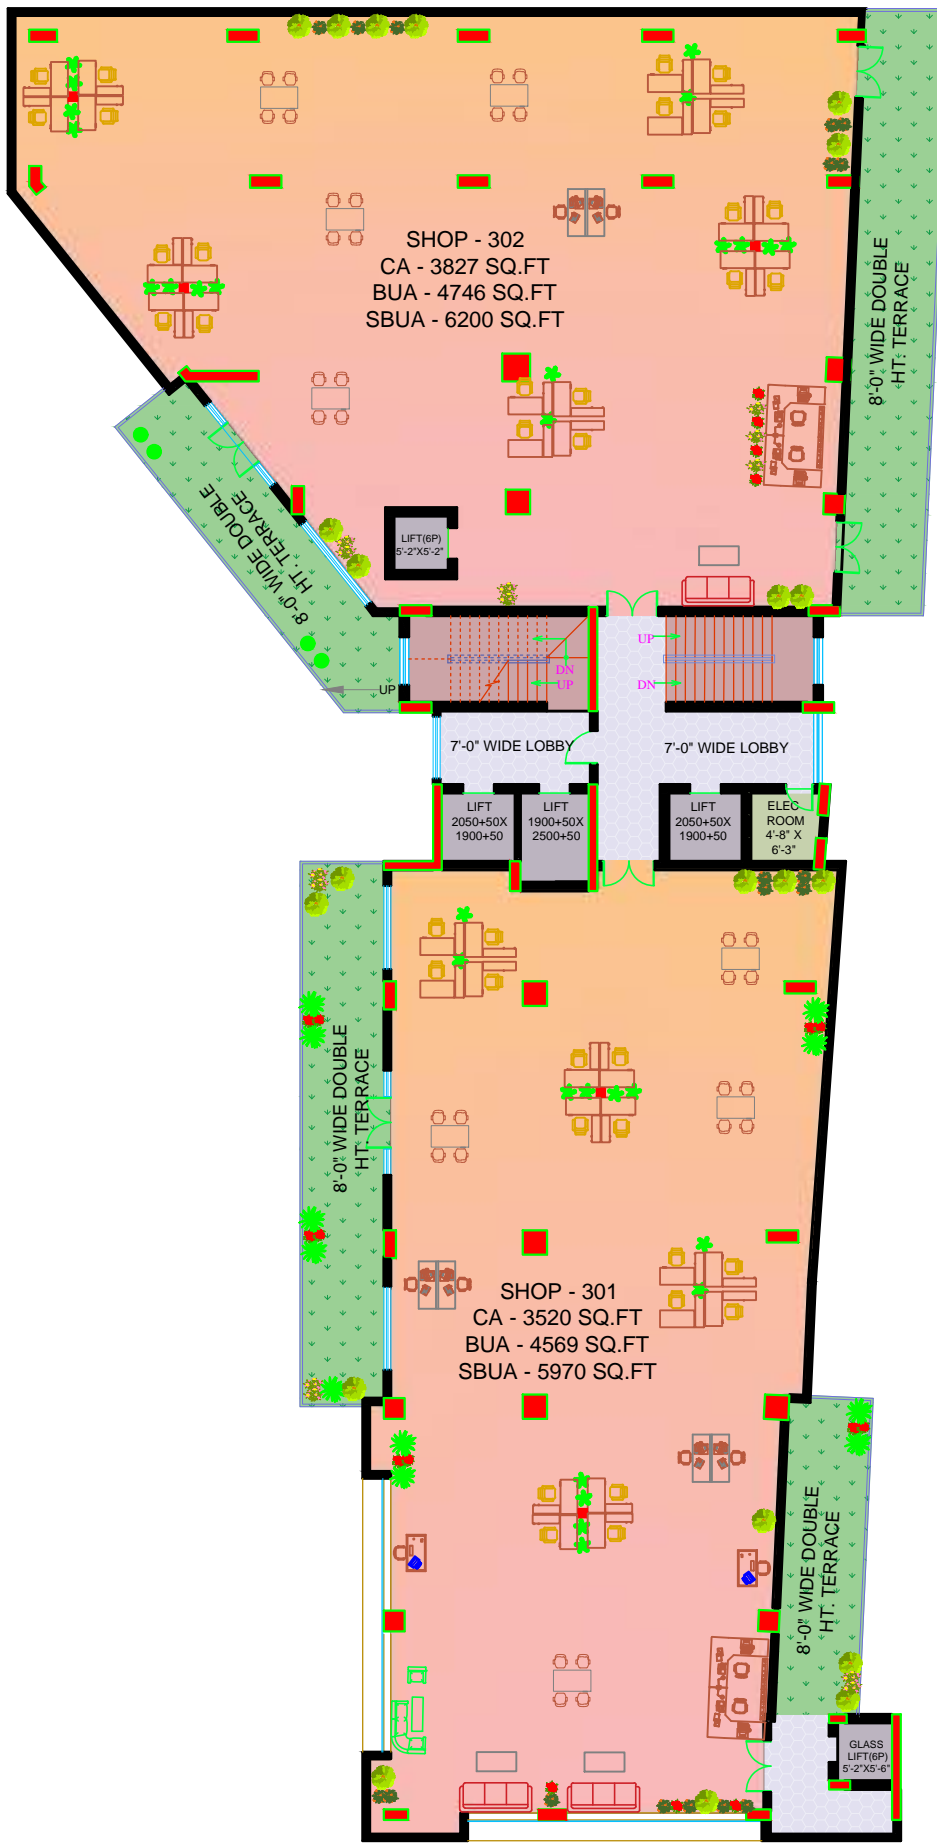 SHOP - 302
CA - 3827 SQ.FT
BUA - 4746 SQ.FT
SBUA - 6200 SQ.FT
8'-0" WIDE DOUBLE
HT. TERRACE
8'-0" WIDE DOUBLE
HT. TERRACE
LIFT(6P)
5'-2"X5'-2"
UP
DN
UP
UP
DN
UP
7'-0" WIDE LOBBY
7'-0" WIDE LOBBY
LIFT
2050+50X
1900+50
LIFT
1900+50X
2500+50
LIFT
2050+50X
1900+50
ELEC
ROOM
4'-8" X
6'-3"
8'-0" WIDE DOUBLE
HT. TERRACE
SHOP - 301
CA - 3520 SQ.FT
BUA - 4569 SQ.FT
SBUA - 5970 SQ.FT
8'-0" WIDE DOUBLE
HT. TERRACE
GLASS
LIFT(6P)
5'-2"X5'-6"